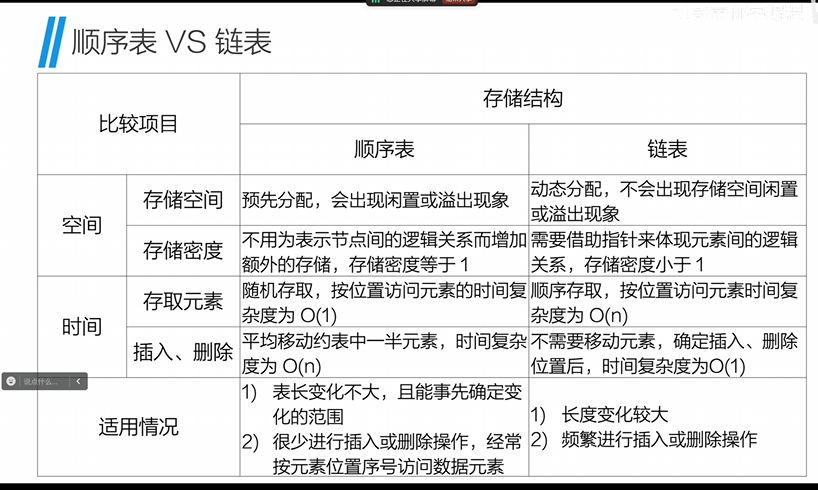 顺序表 VS 链表
比较项目
存储结构
顺序表
链表
空间
存储空间
预先分配，会出现闲置或溢出现象
动态分配，不会出现存储空间闲置
或溢出现象
存储密度
不用为表示节点间的逻辑关系而增加
额外的存储，存储密度等于 1
需要借助指针来体现元素间的逻辑
关系，存储密度小于 1
时间
存取元素
随机存取，按位置访问元素的时间复
杂度为 O(1)
顺序存取，按位置访问元素时间复
杂度为 O(n)
插入、删除
平均移动约表中一半元素，时间复杂
度为 O(n)
不需要移动元素，确定插入、删除
位置后，时间复杂度为O(1)
说点什么...
适用情况
1) 表长变化不大，且能事先确定变
化的范围
2) 很少进行插入或删除操作，经常
按元素位置序号访问数据元素
1) 长度变化较大
2) 频繁进行插入或删除操作